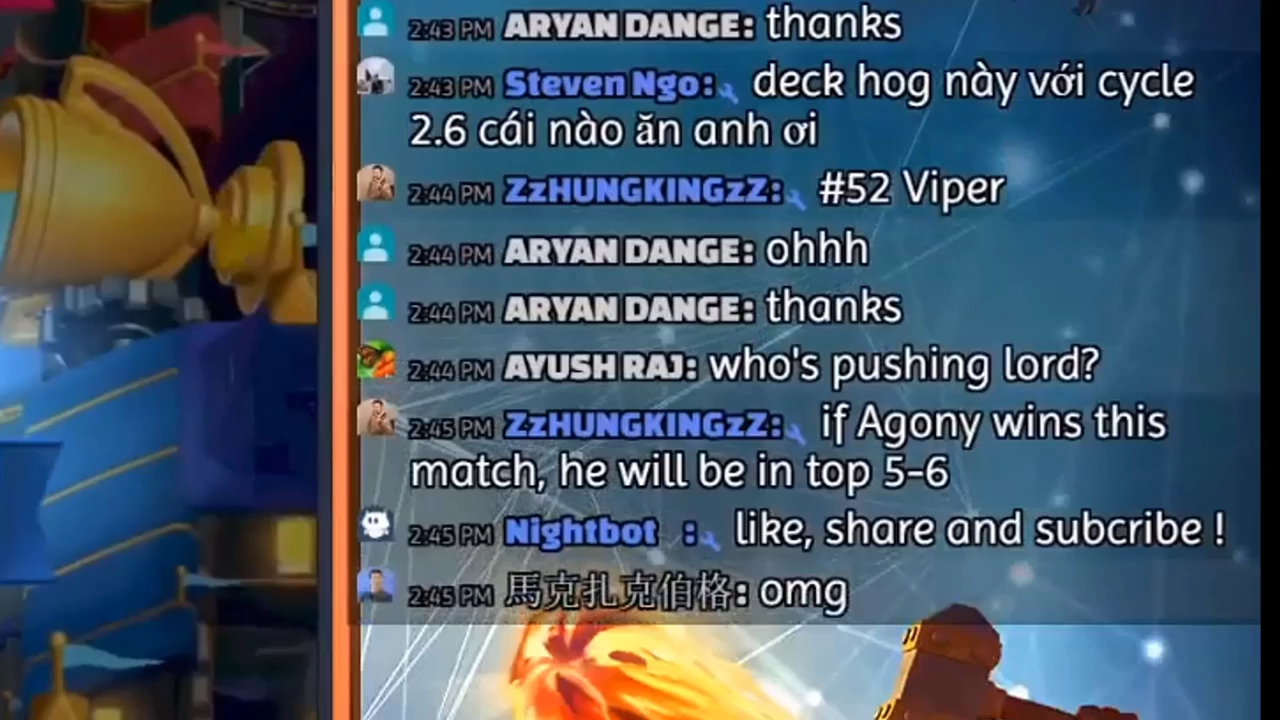 2:43 PM ARYAN DANGE: thanks
2:43 PM Steven Ngo: deck hog này với cycle
2.6 cái nào ăn anh ơi
2:44 PM ZzHUNGKINGzZ: #52 Viper
2:44 PM ARYAN DANGE: ohhh
2:44 PM ARYAN DANGE: thanks
2:44 PM AYUSH RAJ: who's pushing lord?
2:45 PM ZzHUNGKINGzZ: if Agony wins this
match, he will be in top 5-6
2:45 PM Nightbot : like, share and subcribe !
2:45 PM 馬克扎克伯格: omg